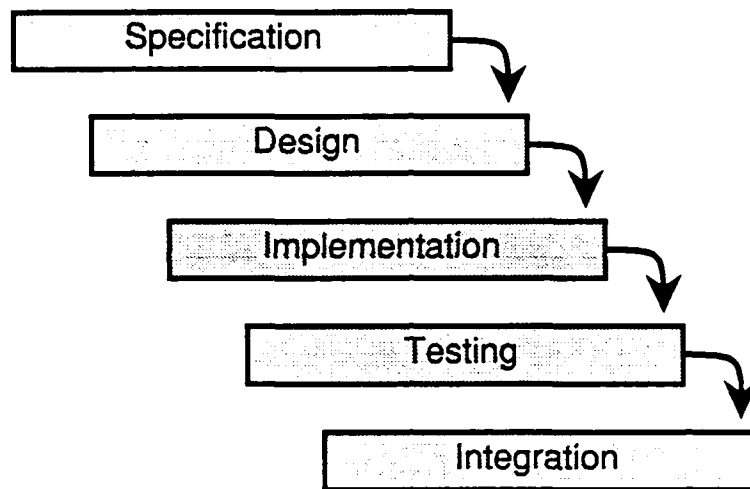 Specification
Design
Implementation
Testing
Integration